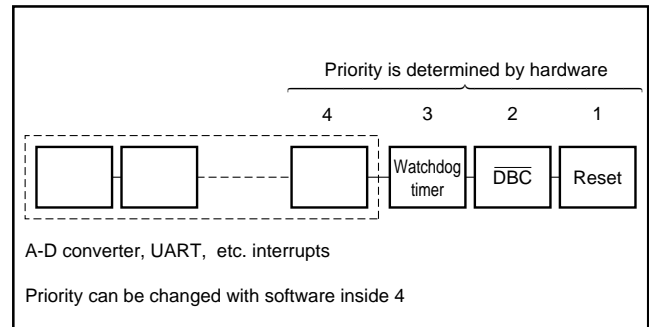 Priority is determined by hardware
4 3 2 1
Watchdog
timer
DBC
Reset
A-D converter, UART, etc. interrupts
Priority can be changed with software inside 4